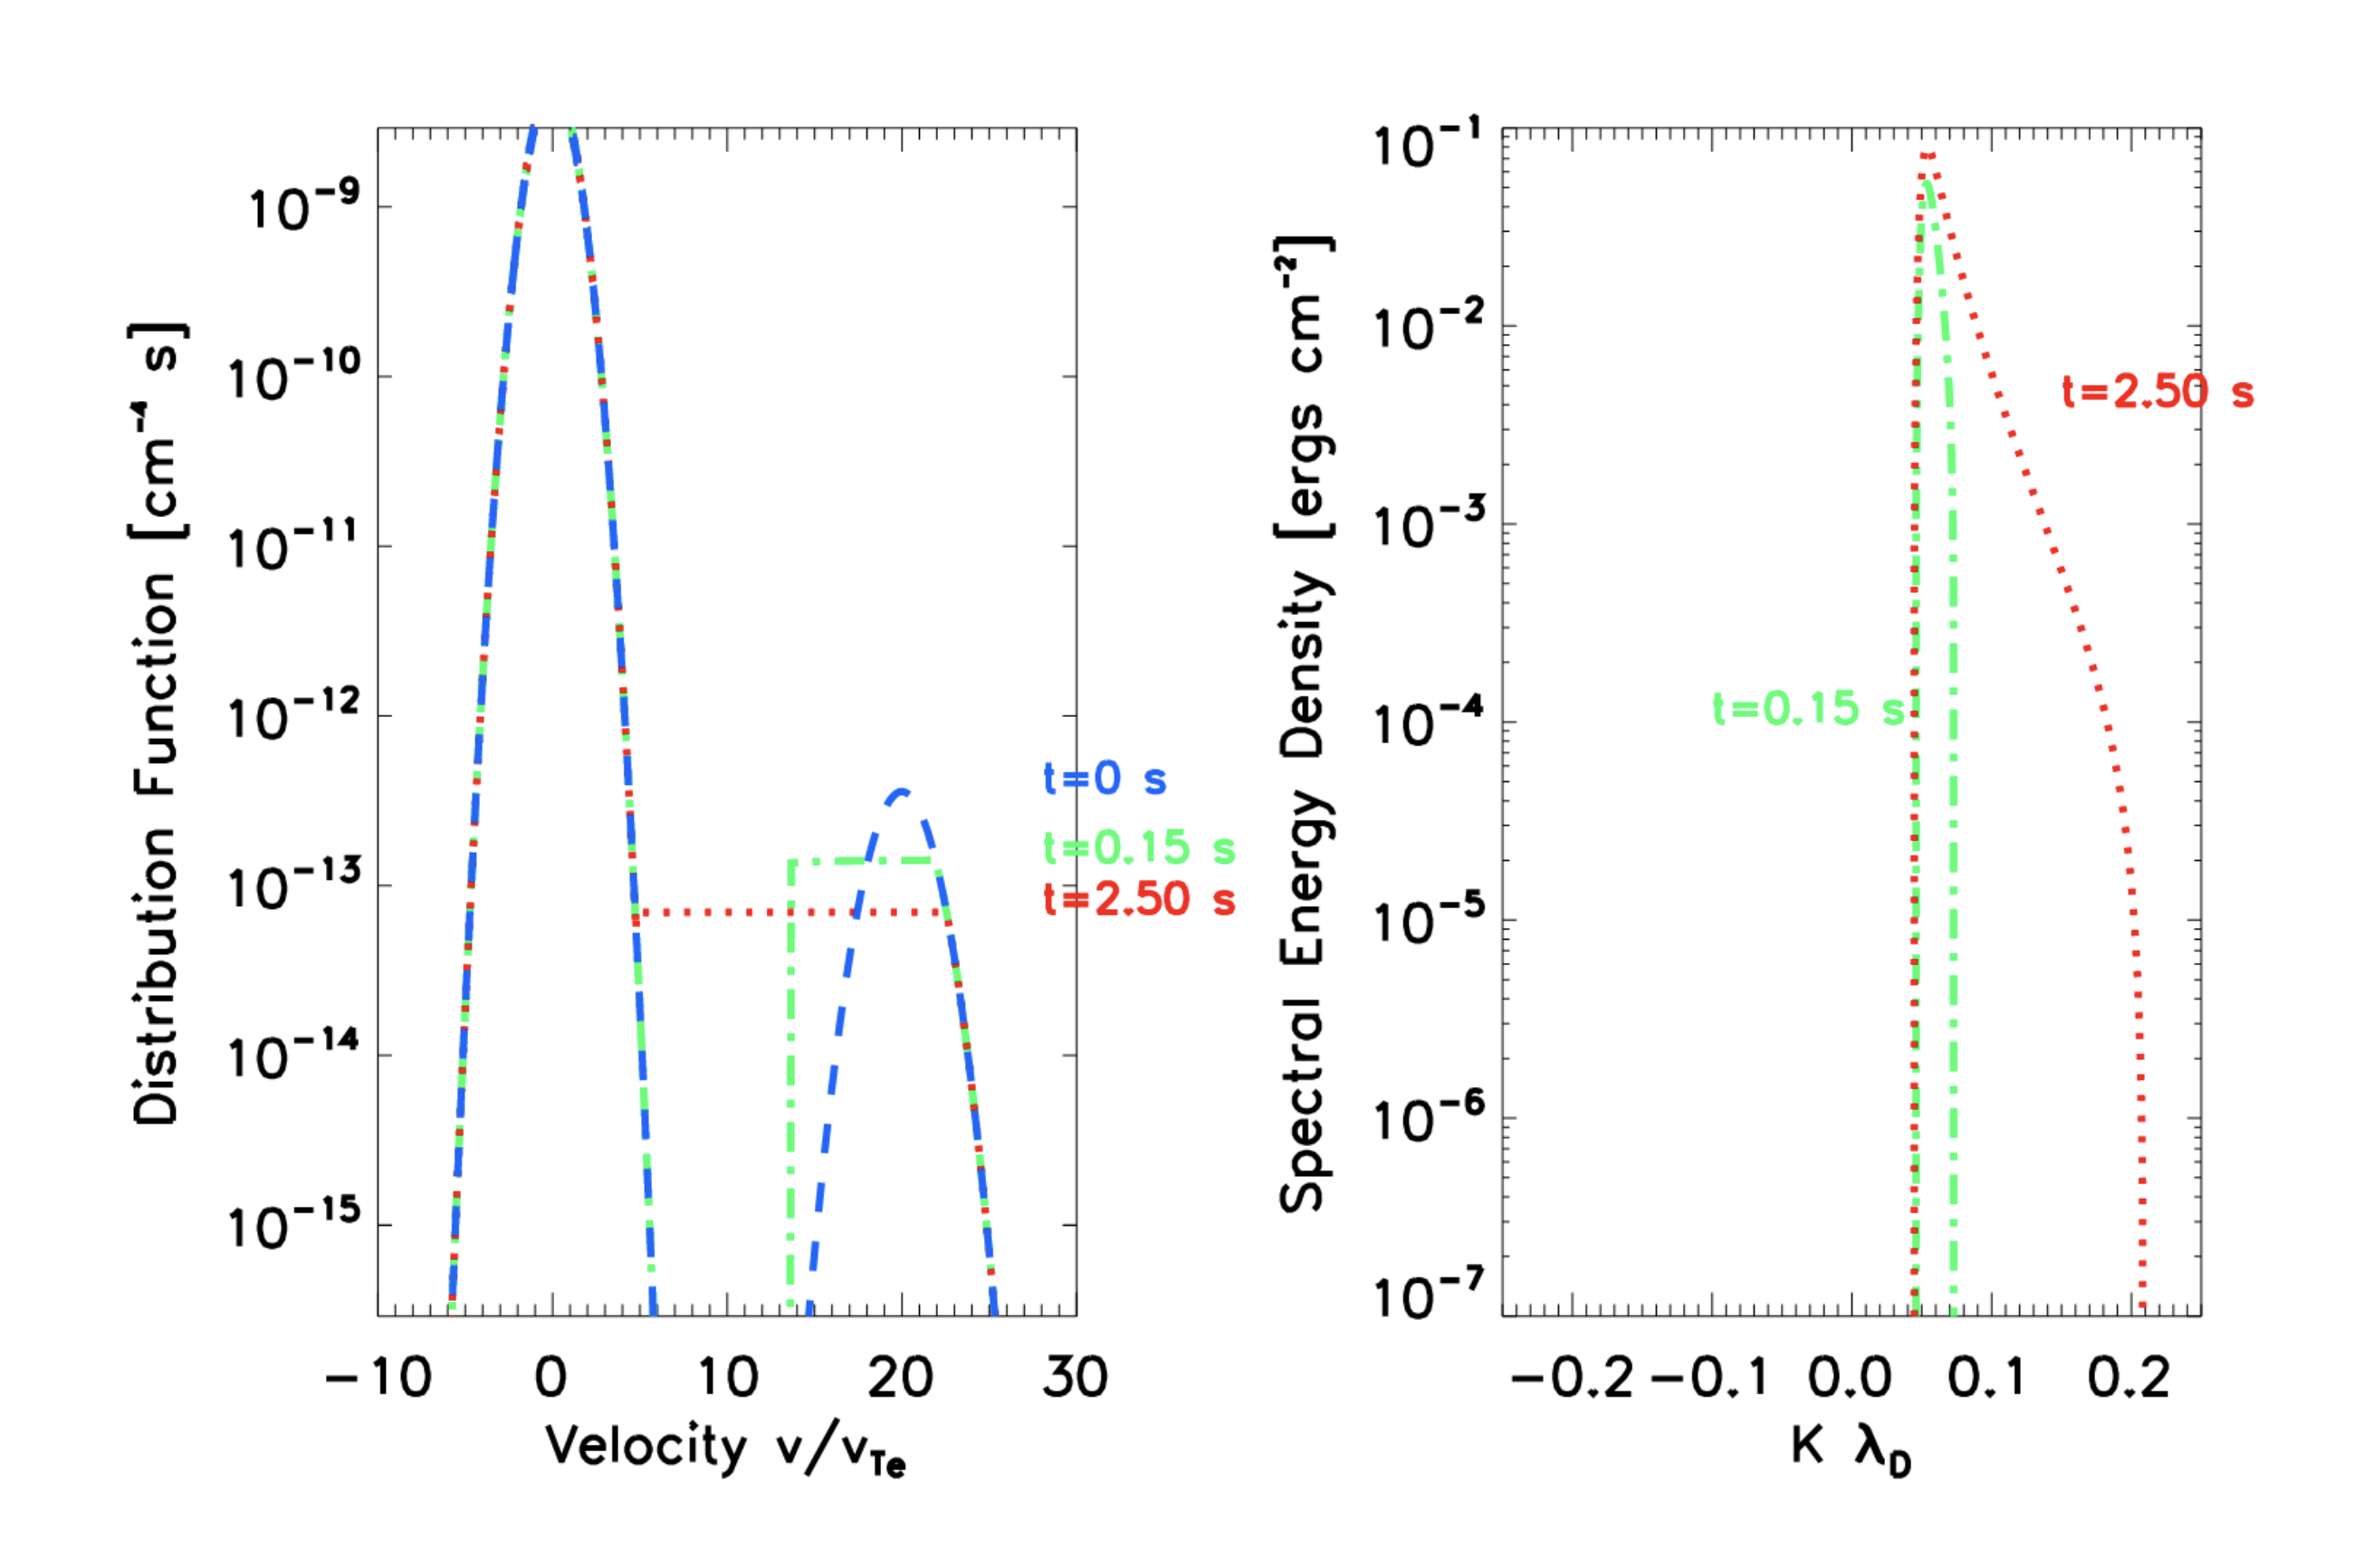 Distribution Function [cm⁻⁴ s]
10⁻⁹
10⁻¹⁰
10⁻¹¹
10⁻¹²
10⁻¹³
10⁻¹⁴
10⁻¹⁵
t=0 s
t=0.15 s
t=2.50 s
−10 0 10 20 30
Velocity v/v_Te
Spectral Energy Density [ergs cm⁻²]
10⁻¹
10⁻²
10⁻³
10⁻⁴
10⁻⁵
10⁻⁶
10⁻⁷
t=2.50 s
t=0.15 s
−0.2 −0.1 0.0 0.1 0.2
K λ_D